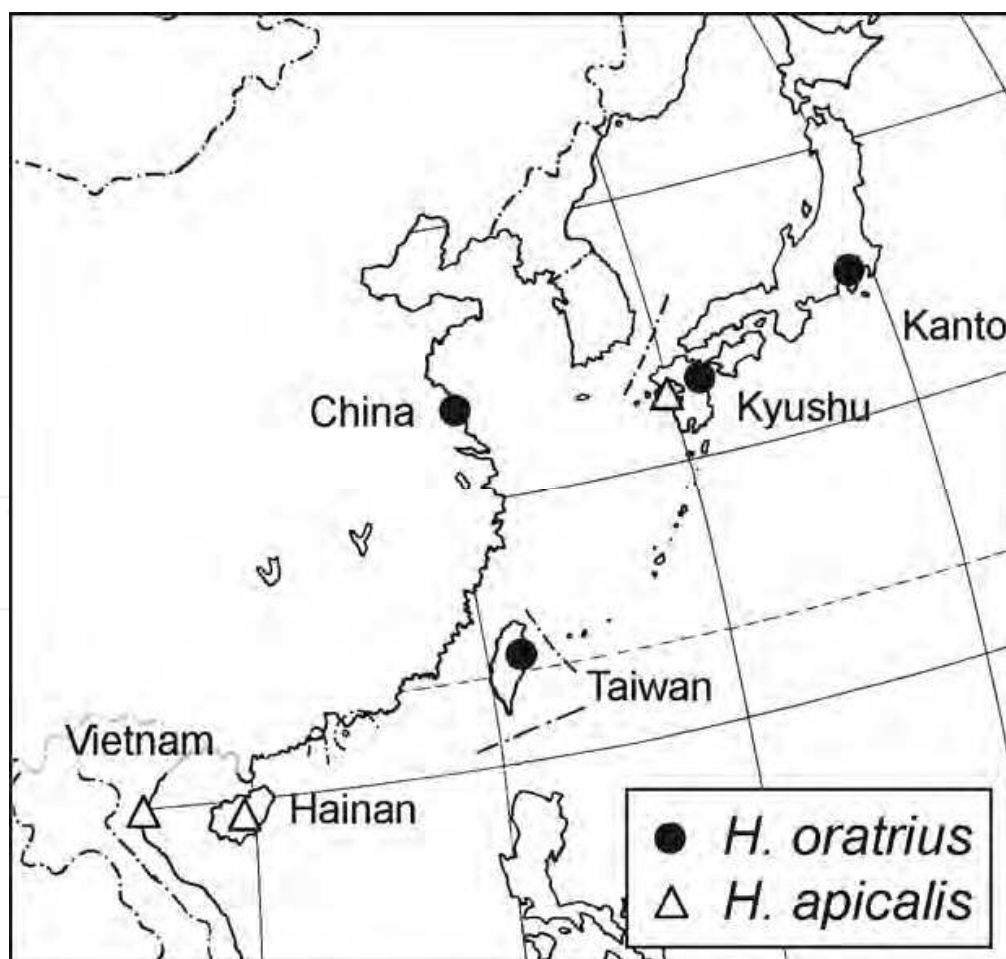 Kanto
China
Kyushu
Taiwan
Vietnam
Hainan
H. oratrius
H. apicalis